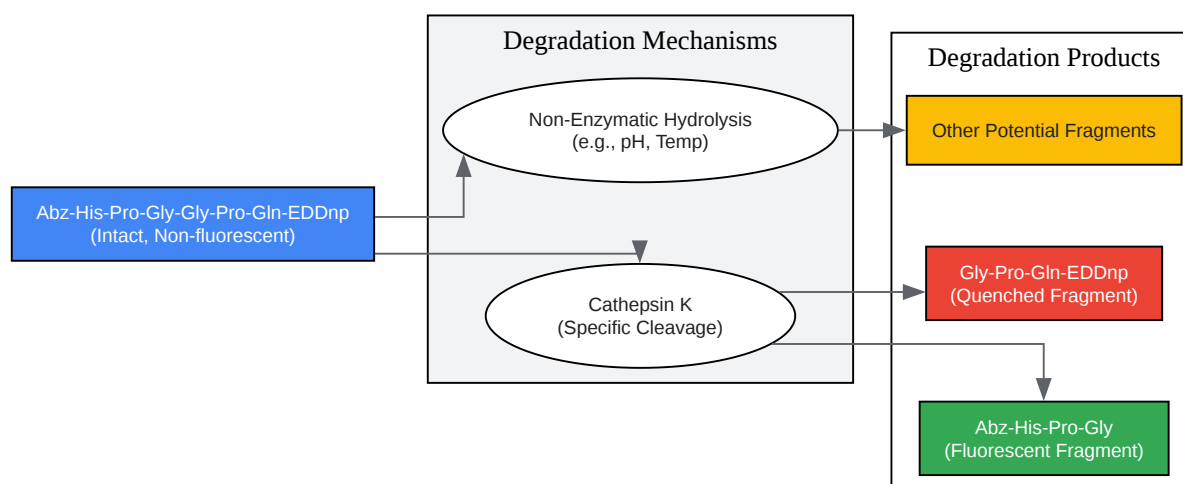 Degradation Mechanisms
Degradation Products
Non-Enzymatic Hydrolysis
(e.g., pH, Temp)
Other Potential Fragments
Abz-His-Pro-Gly-Gly-Pro-Gln-EDDnp
(Intact, Non-fluorescent)
Gly-Pro-Gln-EDDnp
(Quenched Fragment)
Cathepsin K
(Specific Cleavage)
Abz-His-Pro-Gly
(Fluorescent Fragment)